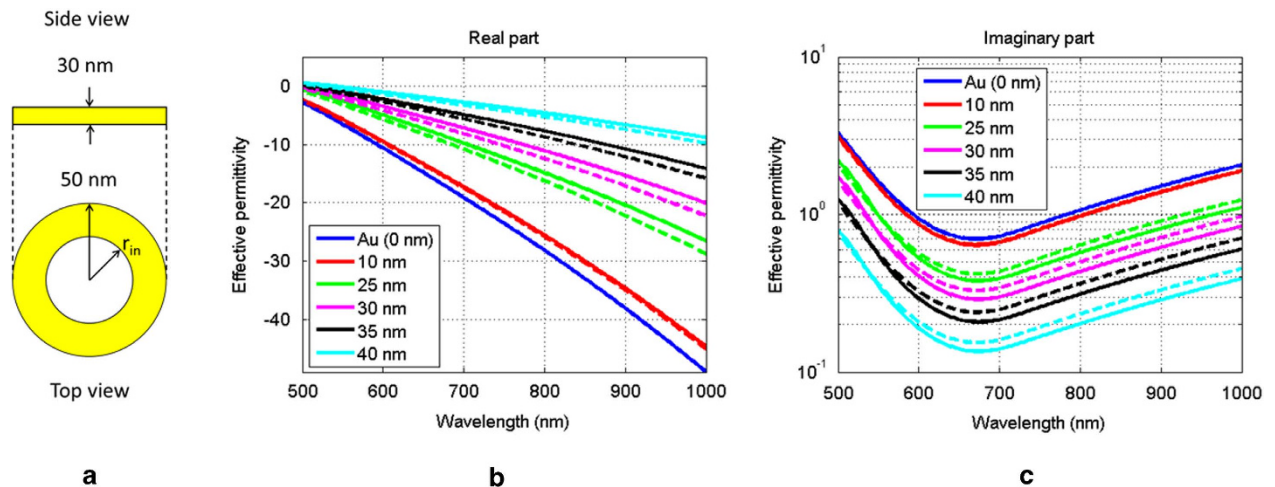 Side view
30 nm
50 nm
r_in
Top view
a
Real part
Effective permittivity
0
-10
-20
-30
-40
Au (0 nm)
10 nm
25 nm
30 nm
35 nm
40 nm
500 600 700 800 900 1000
Wavelength (nm)
b
Imaginary part
Effective permittivity
10^1
10^0
10^-1
Au (0 nm)
10 nm
25 nm
30 nm
35 nm
40 nm
500 600 700 800 900 1000
Wavelength (nm)
c